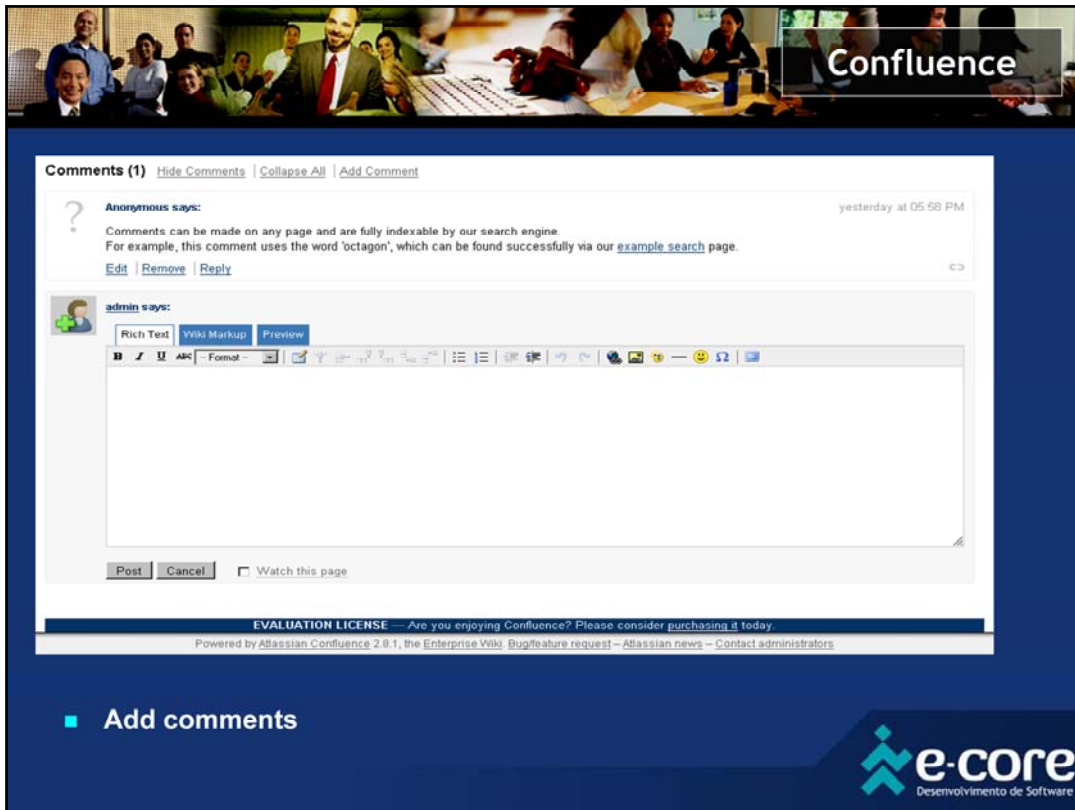 Confluence
Comments (1) Hide Comments | Collapse All | Add Comment
Anonymous says: yesterday at 05:58 PM
Comments can be made on any page and are fully indexable by our search engine.
For example, this comment uses the word 'octagon', which can be found successfully via our example search page.
Edit | Remove | Reply
admin says:
Rich Text Wiki Markup Preview
B I U ABC -- Format --
Post Cancel Watch this page
EVALUATION LICENSE — Are you enjoying Confluence? Please consider purchasing it today.
Powered by Atlassian Confluence 2.8.1, the Enterprise Wiki. Bug/feature request – Atlassian news – Contact administrators
Add comments
e-core
Desenvolvimento de Software